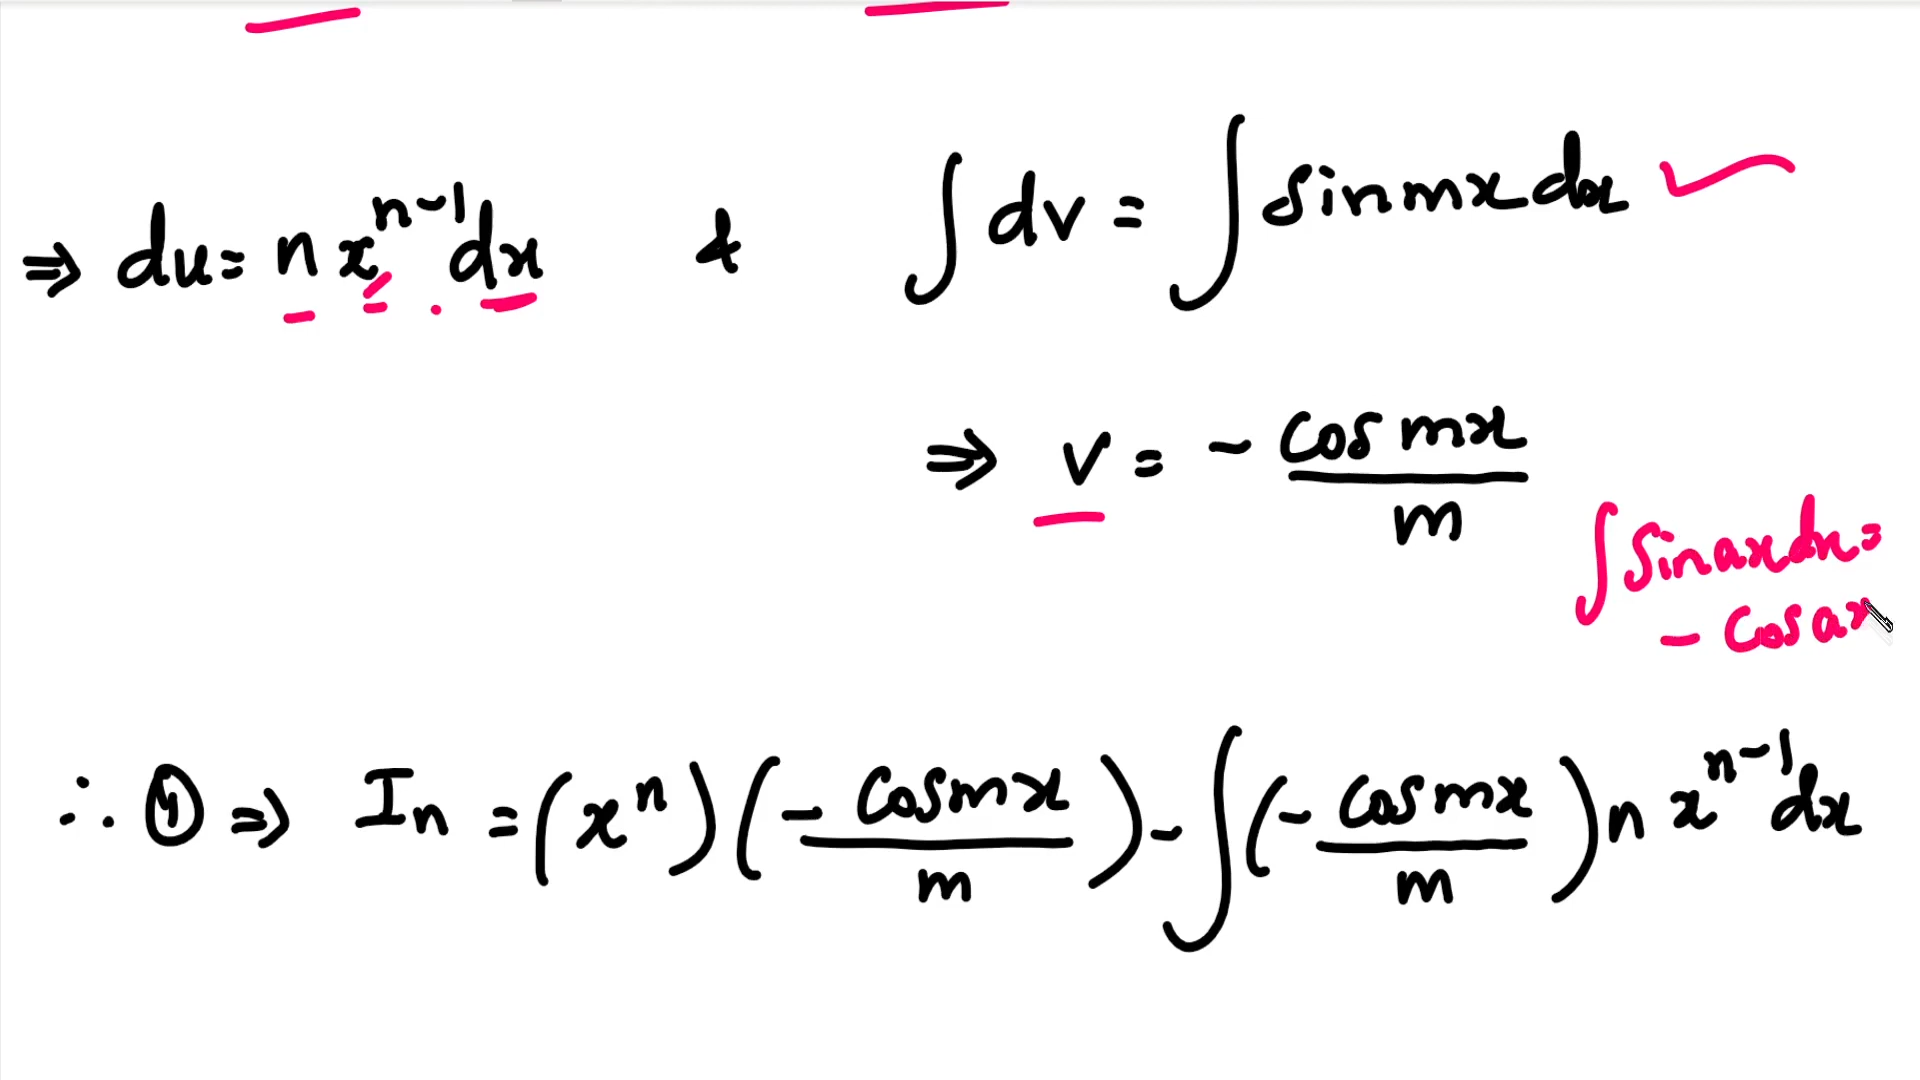 ⇒ du = n x^{n-1} dx & ∫ dv = ∫ sin mx dx ✓
⇒ v = - cos mx / m
∫ sin ax dx =
- cos ax
∴ ① ⇒ I_n = (x^n) (- cos mx / m) - ∫ (- cos mx / m) n x^{n-1} dx